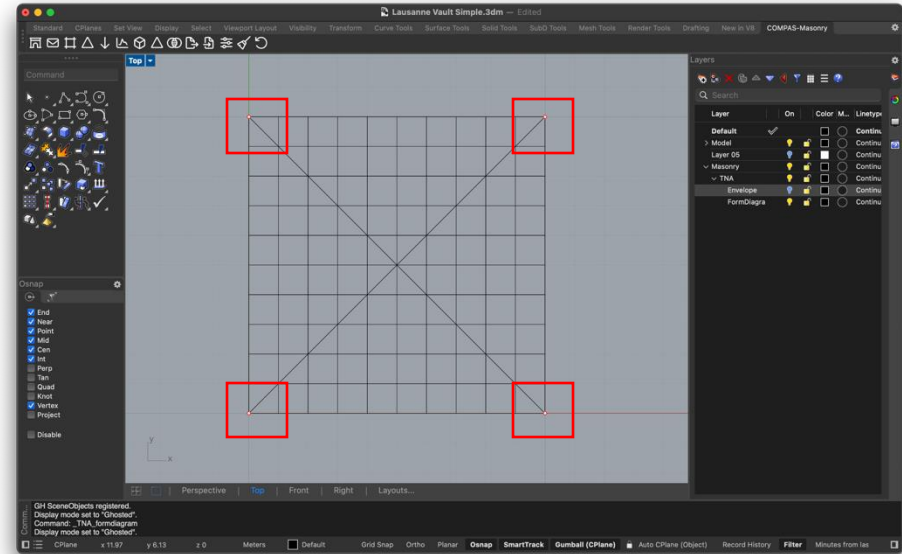 Lausanne Vault Simple.3dm — Edited
Standard CPlanes Set View Display Select Viewport Layout Visibility Transform Curve Tools Surface Tools Solid Tools SubD Tools Mesh Tools Render Tools Drafting New in V8 COMPAS-Masonry
Top
Layers
Command
Search
Layer On Color M... Linetype
Default Continu
Model Continu
Layer 05 Continu
Masonry Continu
TNA Continu
Envelope Continu
FormDiagra Continu
Osnap
End
Near
Point
Mid
Cen
Int
Perp
Tan
Quad
Knot
Vertex
Project
Disable
y
x
Perspective | Top | Front | Right | Layouts...
Comm...
GH SceneObjects registered.
Display mode set to "Ghosted".
Command: _TNA_formdiagram
Display mode set to "Ghosted".
CPlane x 11.97 y 6.13 z 0 Meters Default Grid Snap Ortho Planar Osnap SmartTrack Gumball (CPlane) Auto CPlane (Object) Record History Filter Minutes from las